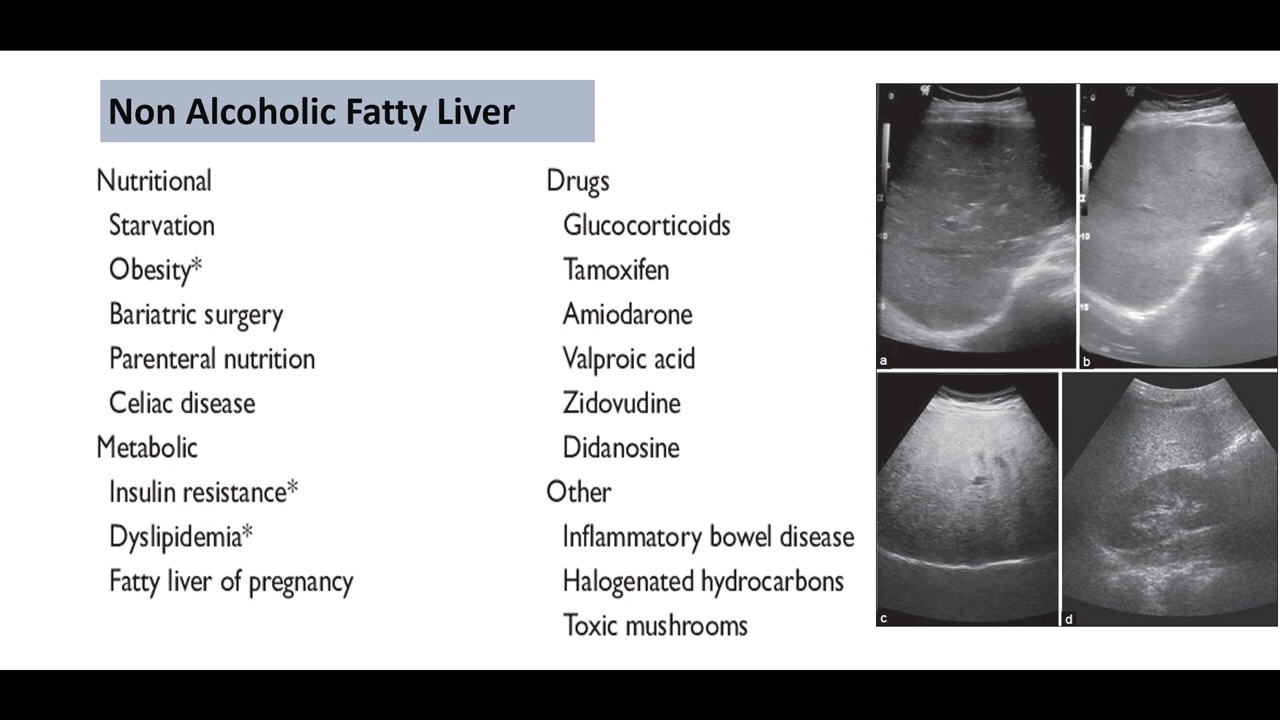 Non Alcoholic Fatty Liver
Nutritional
Starvation
Obesity*
Bariatric surgery
Parenteral nutrition
Celiac disease
Metabolic
Insulin resistance*
Dyslipidemia*
Fatty liver of pregnancy
Drugs
Glucocorticoids
Tamoxifen
Amiodarone
Valproic acid
Zidovudine
Didanosine
Other
Inflammatory bowel disease
Halogenated hydrocarbons
Toxic mushrooms
a
b
c
d